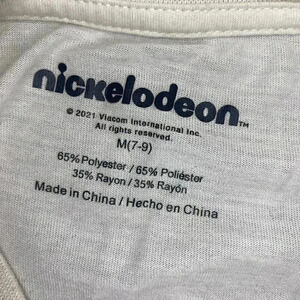 nickelodeon™
© 2021 Viacom International Inc.
All rights reserved.
M(7-9)
65% Polyester / 65% Poliéster
35% Rayon / 35% Rayón
Made in China / Hecho en China